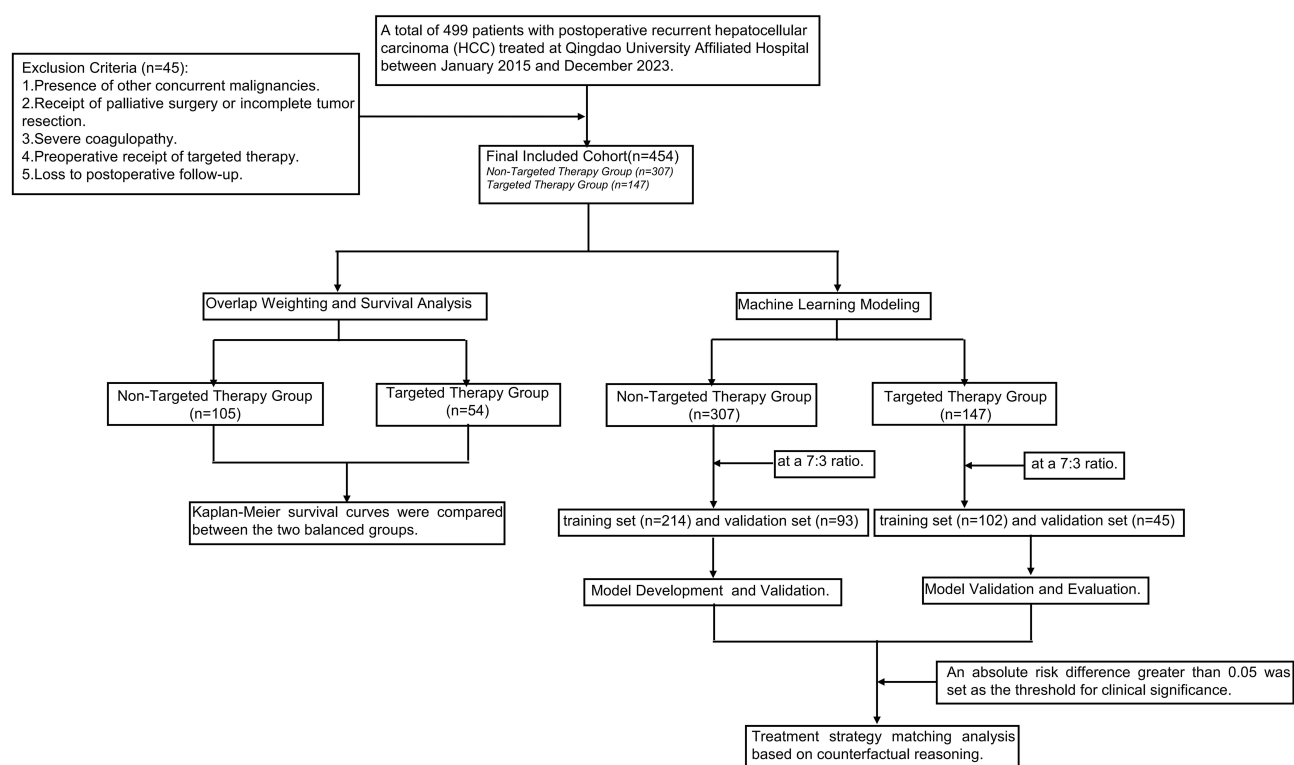 A total of 499 patients with postoperative recurrent hepatocellular
carcinoma (HCC) treated at Qingdao University Affiliated Hospital
between January 2015 and December 2023.
Exclusion Criteria (n=45):
1.Presence of other concurrent malignancies.
2.Receipt of palliative surgery or incomplete tumor
resection.
3.Severe coagulopathy.
4.Preoperative receipt of targeted therapy.
5.Loss to postoperative follow-up.
Final Included Cohort(n=454)
Non-Targeted Therapy Group (n=307)
Targeted Therapy Group (n=147)
Overlap Weighting and Survival Analysis
Machine Learning Modeling
Non-Targeted Therapy Group
(n=105)
Targeted Therapy Group
(n=54)
Non-Targeted Therapy Group
(n=307)
Targeted Therapy Group
(n=147)
at a 7:3 ratio.
at a 7:3 ratio.
Kaplan-Meier survival curves were compared
between the two balanced groups.
training set (n=214) and validation set (n=93)
training set (n=102) and validation set (n=45)
Model Development and Validation.
Model Validation and Evaluation.
An absolute risk difference greater than 0.05 was
set as the threshold for clinical significance.
Treatment strategy matching analysis
based on counterfactual reasoning.